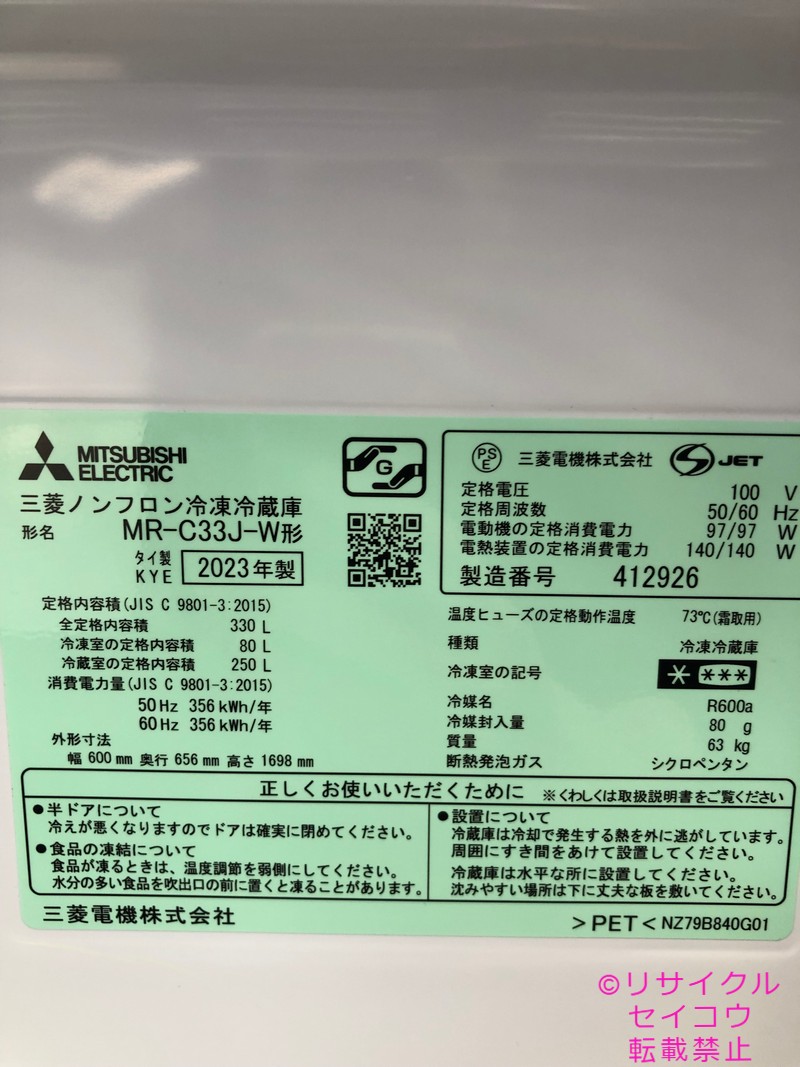 MITSUBISHI
ELECTRIC
G
三菱ノンフロン冷凍冷蔵庫
形名 MR-C33J-W形
タイ製
KYE
2023年製
定格内容積(JIS C 9801-3:2015)
全定格内容積 330 L
冷凍室の定格内容積 80 L
冷蔵室の定格内容積 250 L
消費電力量(JIS C 9801-3:2015)
50Hz 356kWh/年
60Hz 356kWh/年
外形寸法
幅 600mm 奥行 656mm 高さ 1698mm
PS
E
三菱電機株式会社
JET
定格電圧 100 V
定格周波数 50/60 Hz
電動機の定格消費電力 97/97 W
電熱装置の定格消費電力 140/140 W
製造番号 412926
温度ヒューズの定格動作温度 73℃(霜取用)
種類 冷凍冷蔵庫
冷凍室の記号
冷媒名 R600a
冷媒封入量 80 g
質量 63 kg
断熱発泡ガス シクロペンタン
正しくお使いいただくために ※くわしくは取扱説明書をご覧ください
●半ドアについて
冷えが悪くなりますのでドアは確実に閉めてください。
●食品の凍結について
食品が凍るときは、温度調節を弱側にしてください。
水分の多い食品を吹出口の前に置くと凍ることがあります。
●設置について
冷蔵庫は冷却で発生する熱を外に逃がしています。
周囲にすき間をあけて設置してください。
冷蔵庫は水平な所に設置してください。
沈みやすい場所は下に丈夫な板を敷いてください。
三菱電機株式会社
>PET< NZ79B840G01
©リサイクル
セイコウ
転載禁止